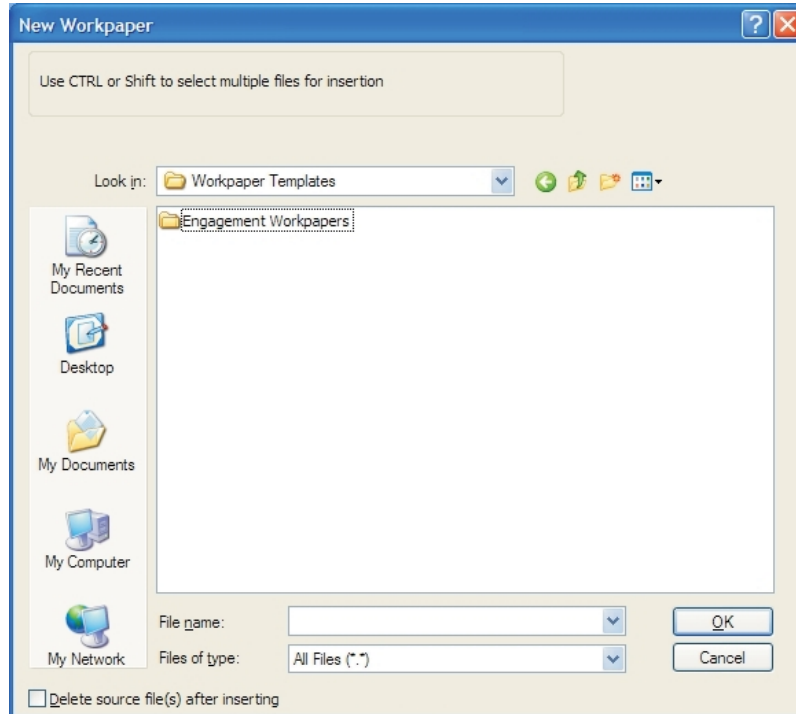 New Workpaper
Use CTRL or Shift to select multiple files for insertion
Look in:
Workpaper Templates
Engagement Workpapers
My Recent
Documents
Desktop
My Documents
My Computer
My Network
File name:
OK
Files of type:
All Files (*.*)
Cancel
Delete source file(s) after inserting